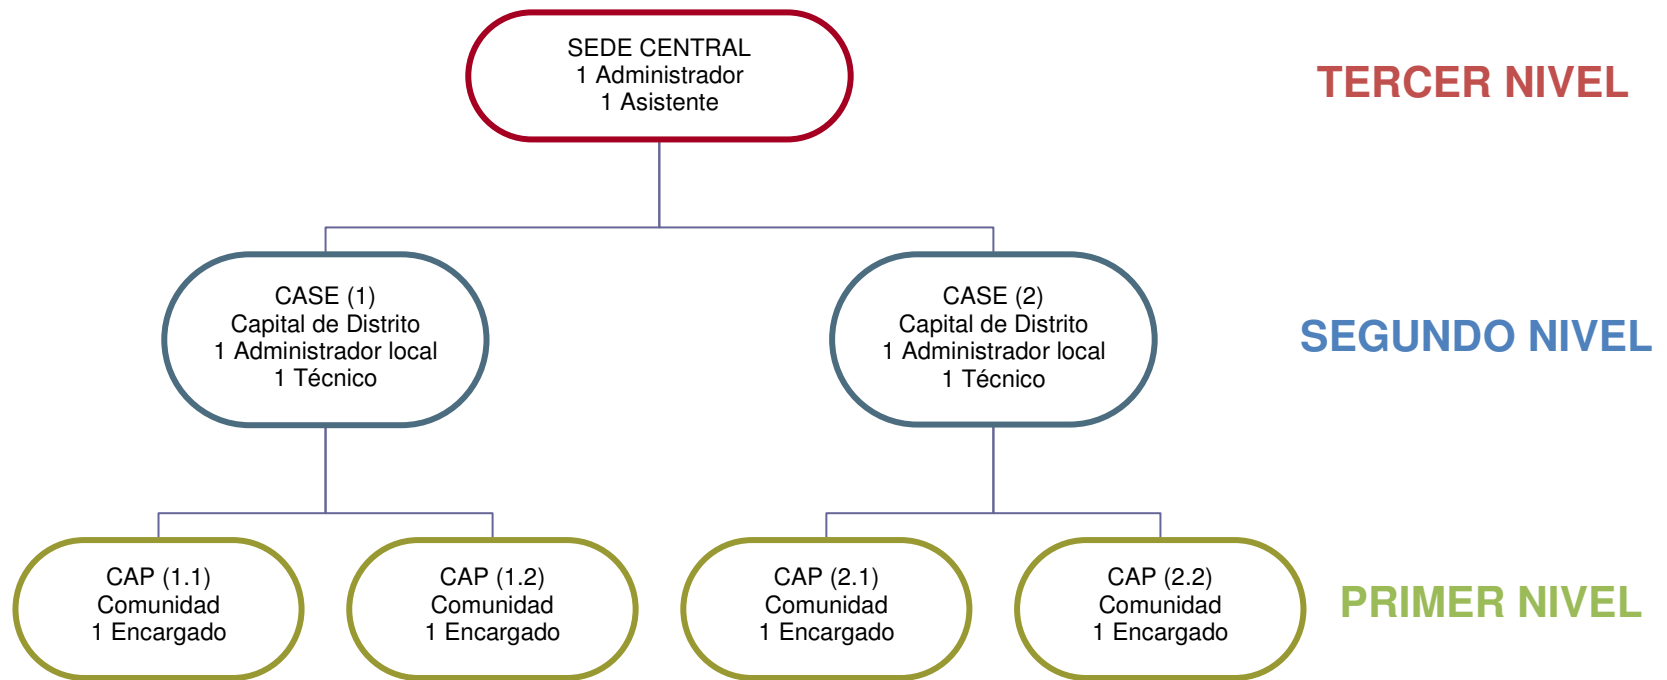 SEDE CENTRAL
1 Administrador
1 Asistente
TERCER NIVEL
CASE (1)
Capital de Distrito
1 Administrador local
1 Técnico
CASE (2)
Capital de Distrito
1 Administrador local
1 Técnico
SEGUNDO NIVEL
CAP (1.1)
Comunidad
1 Encargado
CAP (1.2)
Comunidad
1 Encargado
CAP (2.1)
Comunidad
1 Encargado
CAP (2.2)
Comunidad
1 Encargado
PRIMER NIVEL